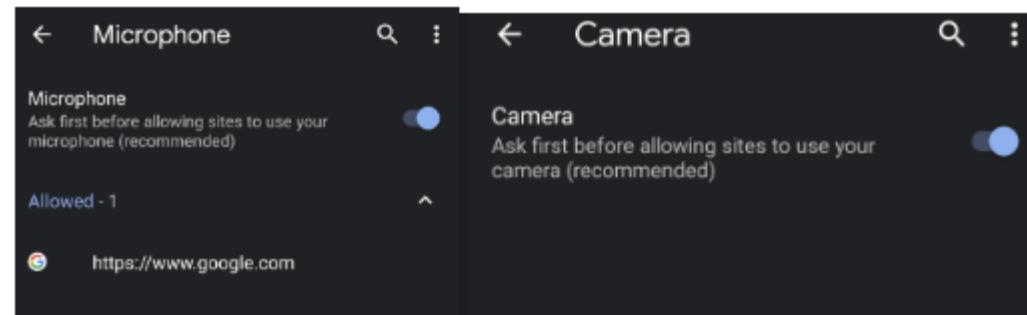 Microphone
Microphone
Ask first before allowing sites to use your
microphone (recommended)
Allowed - 1
https://www.google.com
Camera
Camera
Ask first before allowing sites to use your
camera (recommended)